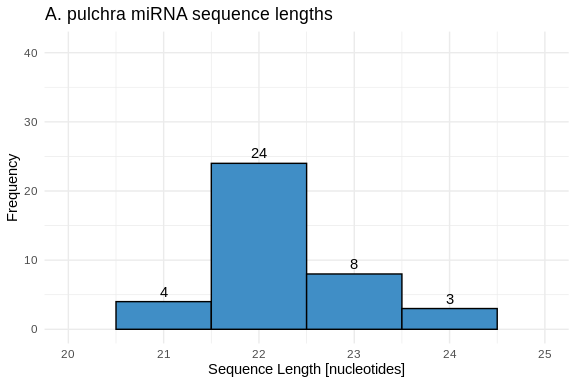 A. pulchra miRNA sequence lengths
40
30
20
10
0
Frequency
24
8
4
3
20 21 22 23 24 25
Sequence Length [nucleotides]